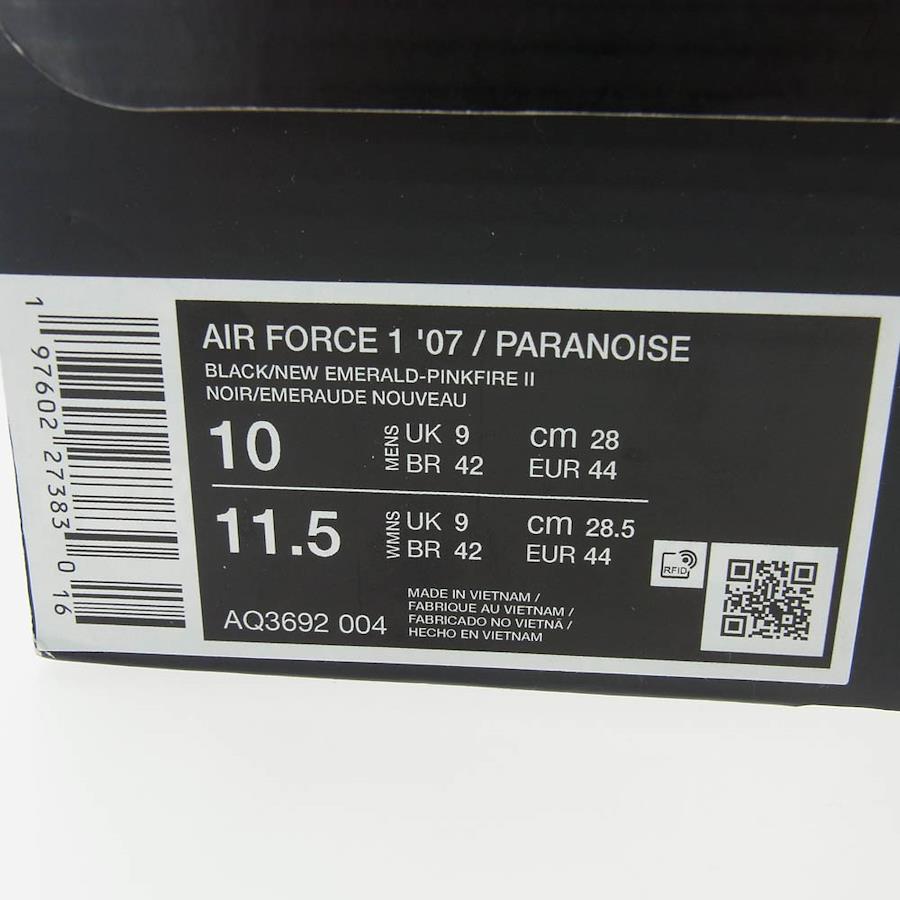 AIR FORCE 1 '07 / PARANOISE
BLACK/NEW EMERALD-PINKFIRE II
NOIR/EMERAUDE NOUVEAU
10 MENS UK 9 cm 28
BR 42 EUR 44
11.5 WMNS UK 9 cm 28.5
BR 42 EUR 44
AQ3692 004
MADE IN VIETNAM /
FABRIQUE AU VIETNAM /
FABRICADO NO VIETNÃ /
HECHO EN VIETNAM
RFID
1 97602 27383 0 16